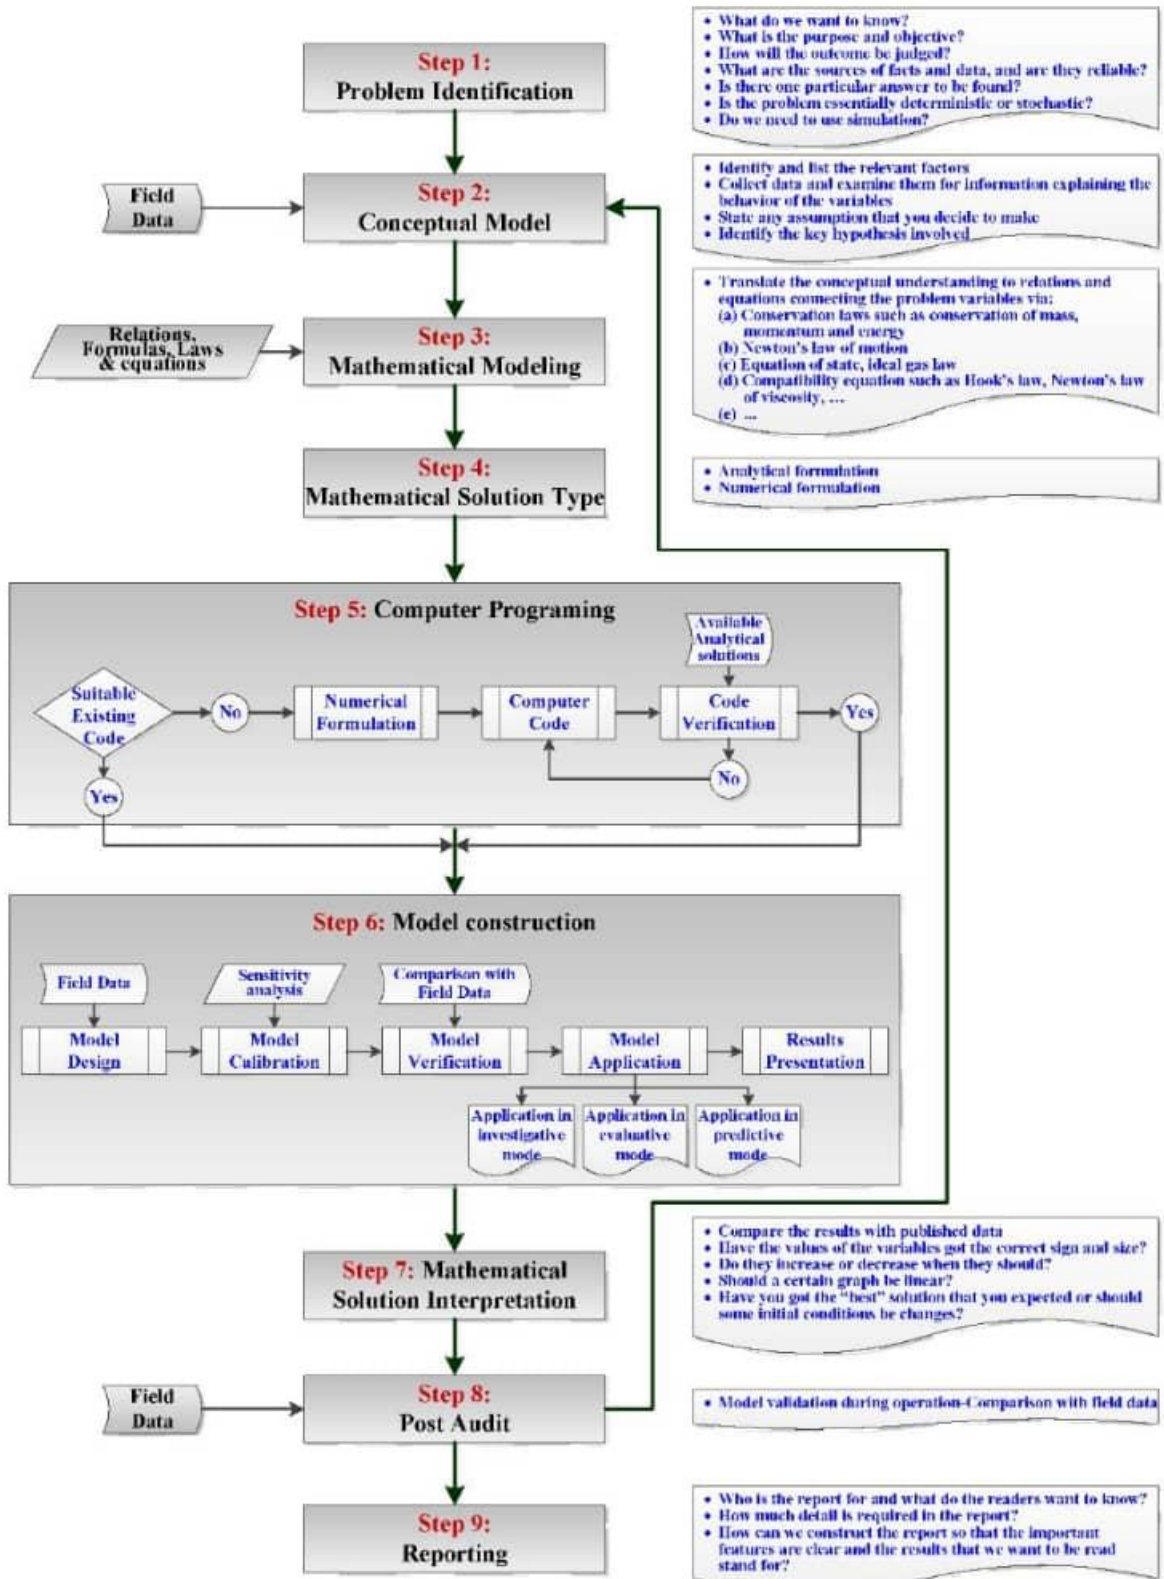 Step 1:
Problem Identification
• What do we want to know?
• What is the purpose and objective?
• How will the outcome be judged?
• What are the sources of facts and data, and are they reliable?
• Is there one particular answer to be found?
• Is the problem essentially deterministic or stochastic?
• Do we need to use simulation?
Field
Data
Step 2:
Conceptual Model
• Identify and list the relevant factors
• Collect data and examine them for information explaining the
behavior of the variables
• State any assumption that you decide to make
• Identify the key hypothesis involved
Relations,
Formulas, Laws
& equations
Step 3:
Mathematical Modeling
• Translate the conceptual understanding to relations and
equations connecting the problem variables via:
(a) Conservation laws such as conservation of mass,
momentum and energy
(b) Newton's law of motion
(c) Equation of state, ideal gas law
(d) Compatibility equation such as Hook's law, Newton's law
of viscosity, ...
(e) ...
Step 4:
Mathematical Solution Type
• Analytical formulation
• Numerical formulation
Step 5: Computer Programing
Available
Analytical
solutions
Suitable
Existing
Code
No
Numerical
Formulation
Computer
Code
Code
Verification
Yes
No
Yes
Step 6: Model construction
Field Data
Sensitivity
analysis
Comparison with
Field Data
Model
Design
Model
Calibration
Model
Verification
Model
Application
Results
Presentation
Application in
investigative
mode
Application in
evaluative
mode
Application in
predictive
mode
Step 7: Mathematical
Solution Interpretation
• Compare the results with published data
• Have the values of the variables got the correct sign and size?
• Do they increase or decrease when they should?
• Should a certain graph be linear?
• Have you got the "best" solution that you expected or should
some initial conditions be changes?
Field
Data
Step 8:
Post Audit
• Model validation during operation-Comparison with field data
Step 9:
Reporting
• Who is the report for and what do the readers want to know?
• How much detail is required in the report?
• How can we construct the report so that the important
features are clear and the results that we want to be read
stand for?